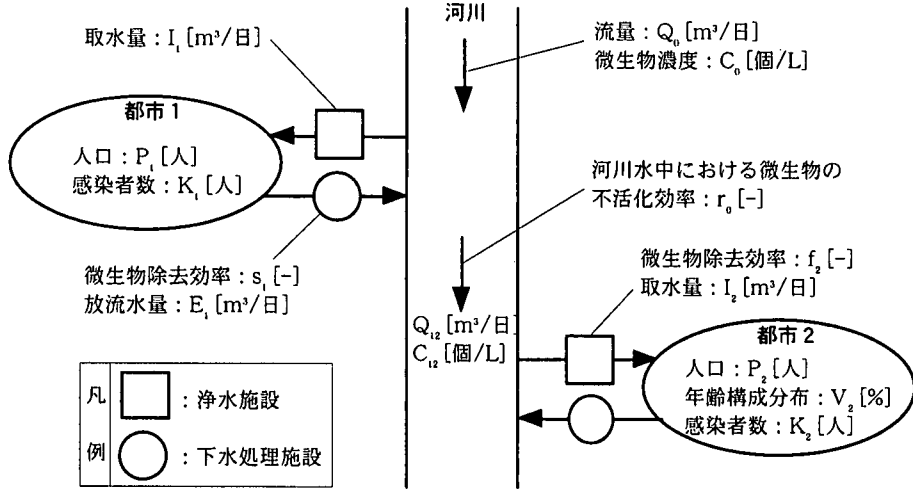 河川
流量：Q₀ [m³/日]
微生物濃度：C₀ [個/L]
取水量：I₁ [m³/日]
都市1
人口：P₁ [人]
感染者数：K₁ [人]
河川水中における微生物の
不活化効率：r₀ [-]
微生物除去効率：s₁ [-]
放流水量：E₁ [m³/日]
微生物除去効率：f₂ [-]
取水量：I₂ [m³/日]
Q₁₂ [m³/日]
C₁₂ [個/L]
都市2
人口：P₂ [人]
年齢構成分布：V₂ [%]
感染者数：K₂ [人]
凡例
：浄水施設
：下水処理施設